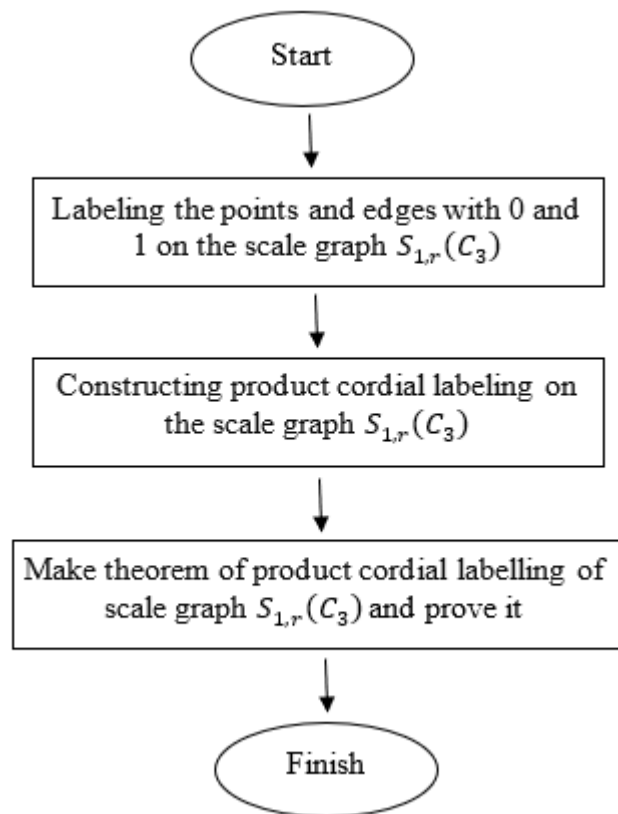 Start
Labeling the points and edges with 0 and
1 on the scale graph S₁,ᵣ(C₃)
Constructing product cordial labeling on
the scale graph S₁,ᵣ(C₃)
Make theorem of product cordial labelling of
scale graph S₁,ᵣ(C₃) and prove it
Finish